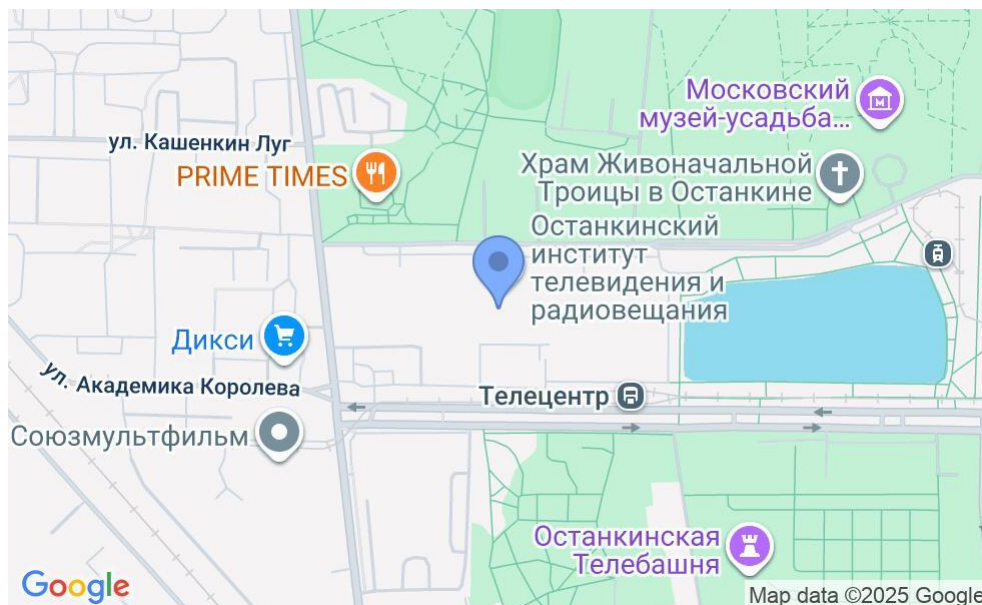 Московский
музей-усадьба...
ул. Кашенкин Луг
PRIME TIMES
Храм Живоначальной
Троицы в Останкине
Останкинский
институт
телевидения и
радиовещания
Дикси
ул. Академика Королева
Телецентр
Союзмультфильм
Останкинская
Телебашня
Google
Map data ©2025 Google